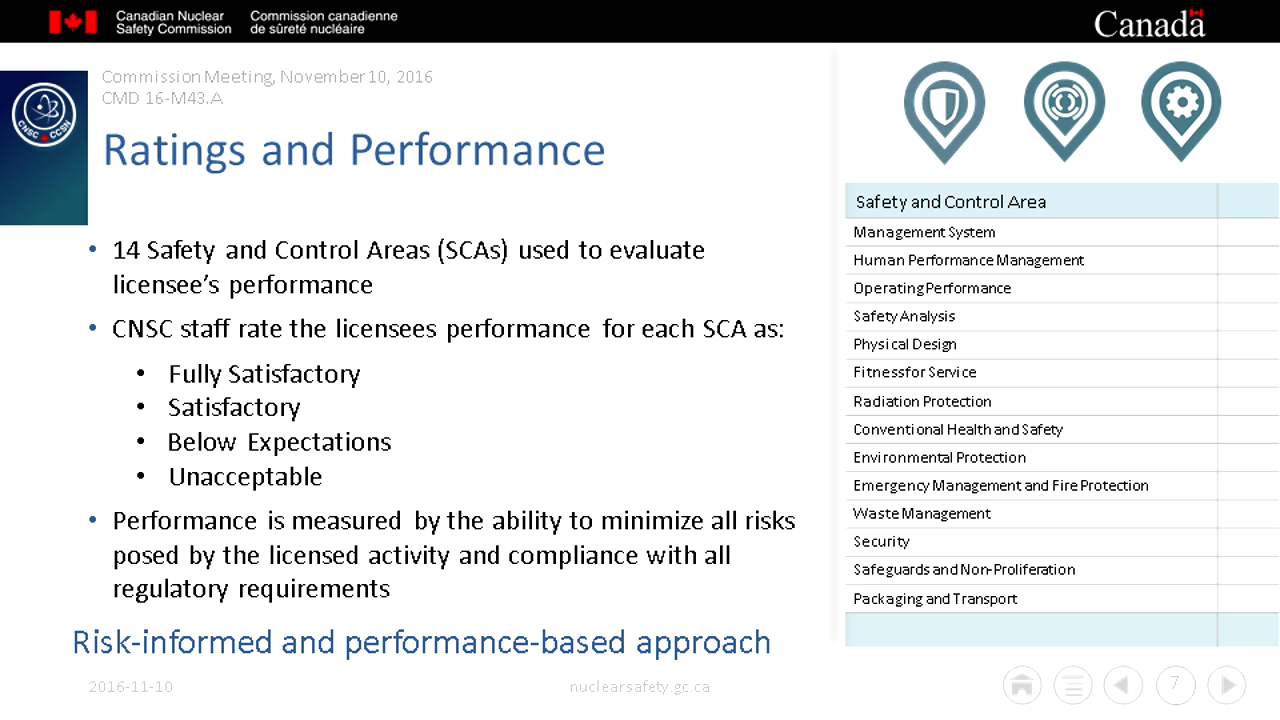 Canadian Nuclear
Safety Commission
Commission canadienne
de sûreté nucléaire
Canada
Commission Meeting, November 10, 2016
CMD 16-M43.A
CNSC CCSN
Ratings and Performance
• 14 Safety and Control Areas (SCAs) used to evaluate
licensee's performance
• CNSC staff rate the licensees performance for each SCA as:
• Fully Satisfactory
• Satisfactory
• Below Expectations
• Unacceptable
• Performance is measured by the ability to minimize all risks
posed by the licensed activity and compliance with all
regulatory requirements
Risk-informed and performance-based approach
Safety and Control Area
Management System
Human Performance Management
Operating Performance
Safety Analysis
Physical Design
Fitness for Service
Radiation Protection
Conventional Health and Safety
Environmental Protection
Emergency Management and Fire Protection
Waste Management
Security
Safeguards and Non-Proliferation
Packaging and Transport
2016-11-10
nuclearsafety.gc.ca
7